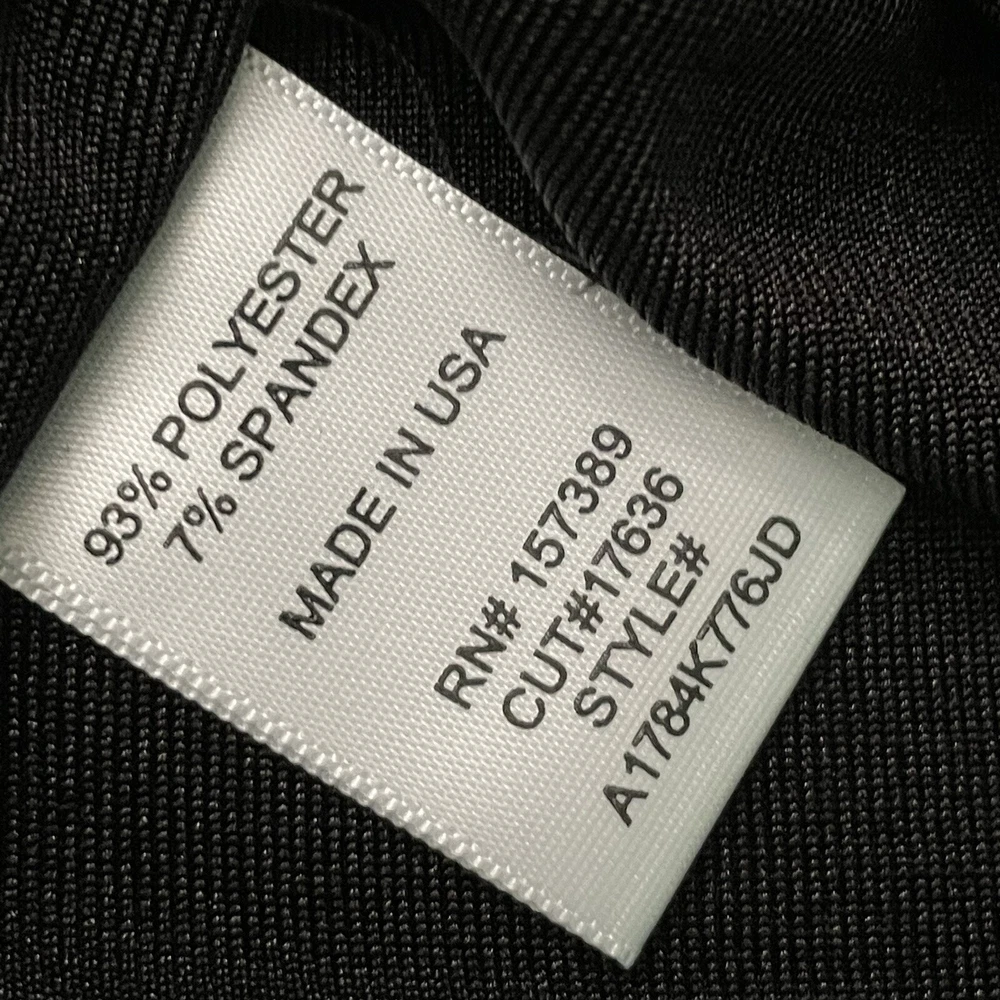 93% POLYESTER
7% SPANDEX
MADE IN USA
RN# 157389
CUT#17636
STYLE#
A1784K776JD